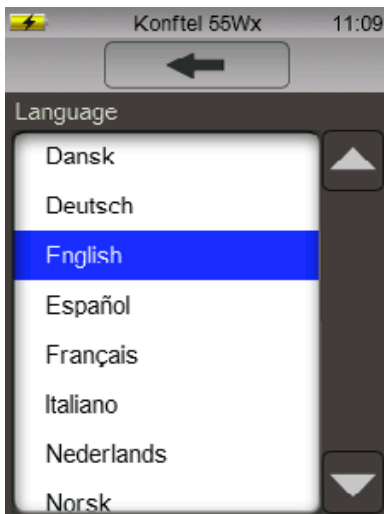 Konftel 55Wx 11:09
Language
Dansk
Deutsch
English
Español
Français
Italiano
Nederlands
Norsk